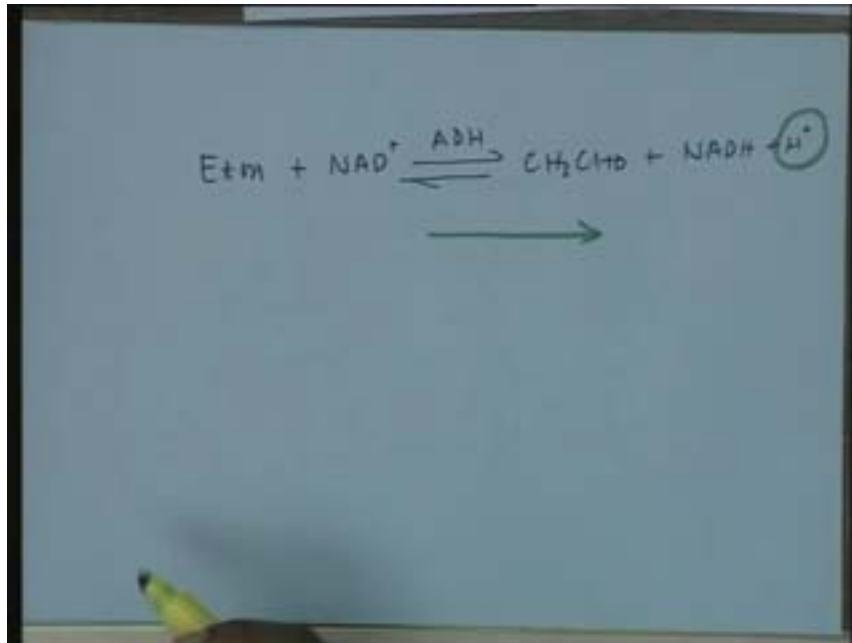 EtOH + NAD⁺ ⇌ ADH CH₃CHO + NADH + H⁺